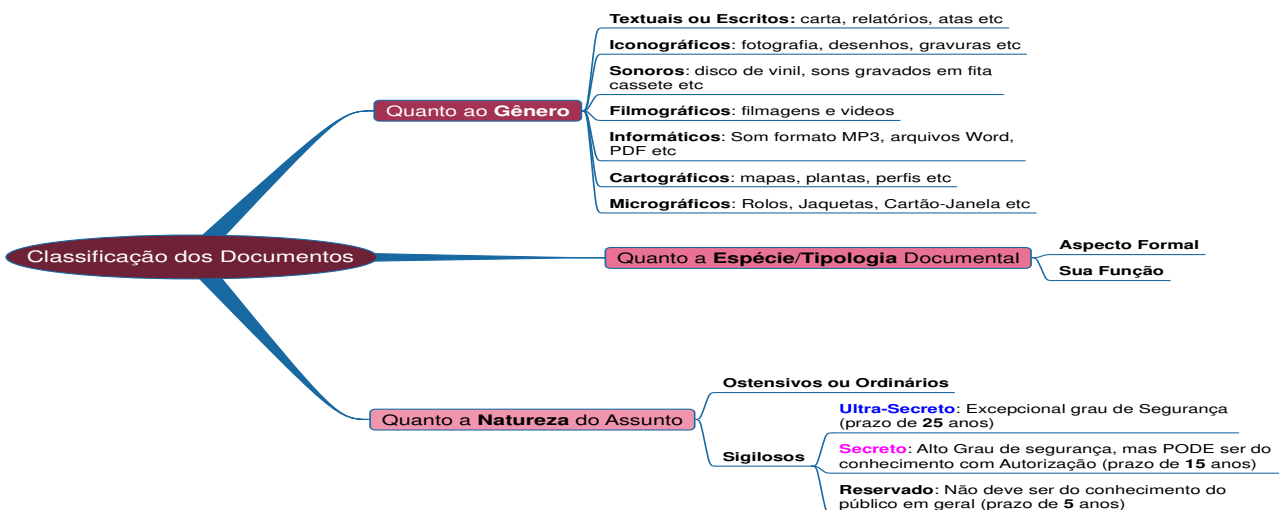 Classificação dos Documentos
Quanto ao Gênero
Textuais ou Escritos: carta, relatórios, atas etc
Iconográficos: fotografia, desenhos, gravuras etc
Sonoros: disco de vinil, sons gravados em fita
cassete etc
Filmográficos: filmagens e videos
Informáticos: Som formato MP3, arquivos Word,
PDF etc
Cartográficos: mapas, plantas, perfis etc
Micrográficos: Rolos, Jaquetas, Cartão-Janela etc
Quanto a Espécie/Tipologia Documental
Aspecto Formal
Sua Função
Quanto a Natureza do Assunto
Ostensivos ou Ordinários
Sigilosos
Ultra-Secreto: Excepcional grau de Segurança
(prazo de 25 anos)
Secreto: Alto Grau de segurança, mas PODE ser do
conhecimento com Autorização (prazo de 15 anos)
Reservado: Não deve ser do conhecimento do
público em geral (prazo de 5 anos)